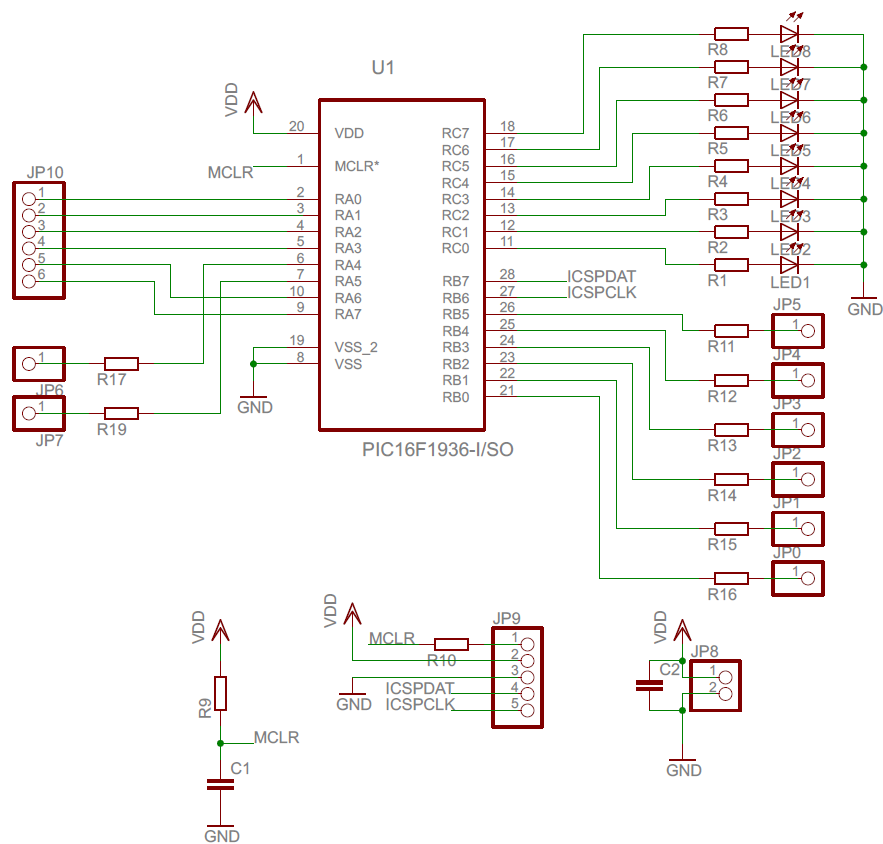 U1
VDD
20 VDD
MCLR 1 MCLR*
JP10
1 2 RA0
2 3 RA1
3 4 RA2
4 5 RA3
5 6 RA4
6 7 RA5
10 RA6
9 RA7
19 VSS_2
8 VSS
GND
1 R17
JP6
1 R19
JP7
RC7 18
RC6 17
RC5 16
RC4 15
RC3 14
RC2 13
RC1 12
RC0 11
RB7 28 ICSPDAT
RB6 27 ICSPCLK
RB5 26
RB4 25
RB3 24
RB2 23
RB1 22
RB0 21
PIC16F1936-I/SO
R8 LED8
R7 LED7
R6 LED6
R5 LED5
R4 LED4
R3 LED3
R2 LED2
R1 LED1
GND
JP5
R11 1
JP4
R12 1
JP3
R13 1
JP2
R14 1
JP1
R15 1
JP0
R16 1
VDD
R9
MCLR
C1
GND
VDD
JP9
MCLR R10 1
2
3
GND
ICSPDAT 4
ICSPCLK 5
VDD
JP8
C2 1
2
GND